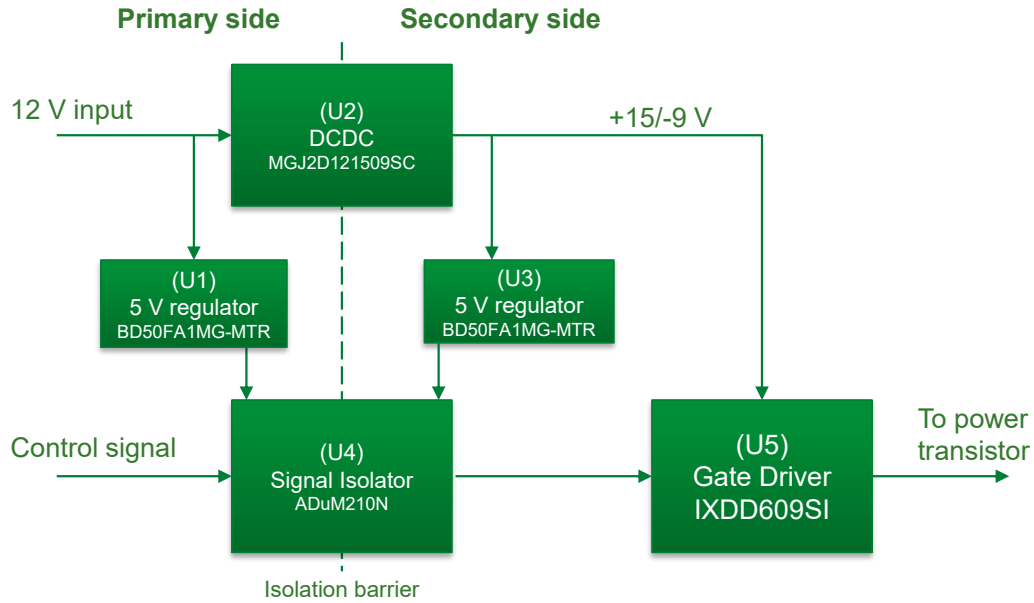 Primary side
Secondary side
12 V input
(U2)
DCDC
MGJ2D121509SC
+15/-9 V
(U1)
5 V regulator
BD50FA1MG-MTR
(U3)
5 V regulator
BD50FA1MG-MTR
Control signal
(U4)
Signal Isolator
ADuM210N
(U5)
Gate Driver
IXDD609SI
To power
transistor
Isolation barrier